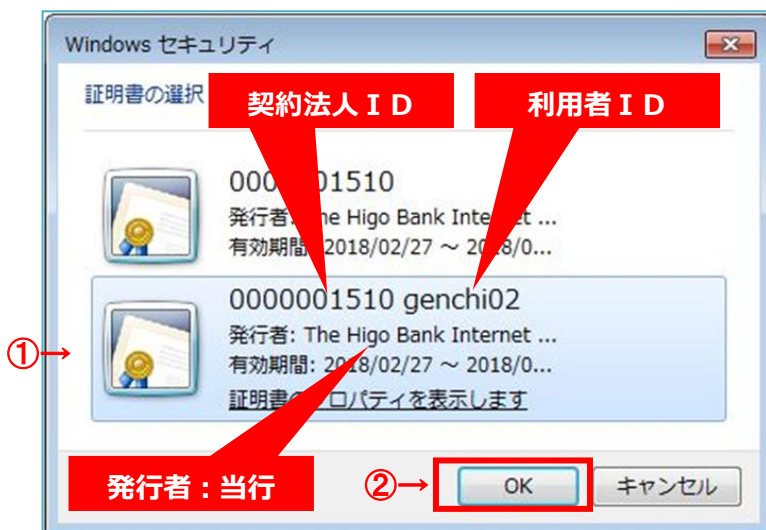 Windows セキュリティ
証明書の選択
契約法人ＩＤ
利用者ＩＤ
000 01510
発行者: he Higo Bank Inte et ...
有効期間 2018/02/27 ～ 20 8/0...
①→
0000001510 genchi02
発行者: The Higo Bank Internet ...
有効期間: 2018/02/27 ～ 2018/0...
証明書の ロパティを表示します
発行者：当行
②→
OK
キャンセル